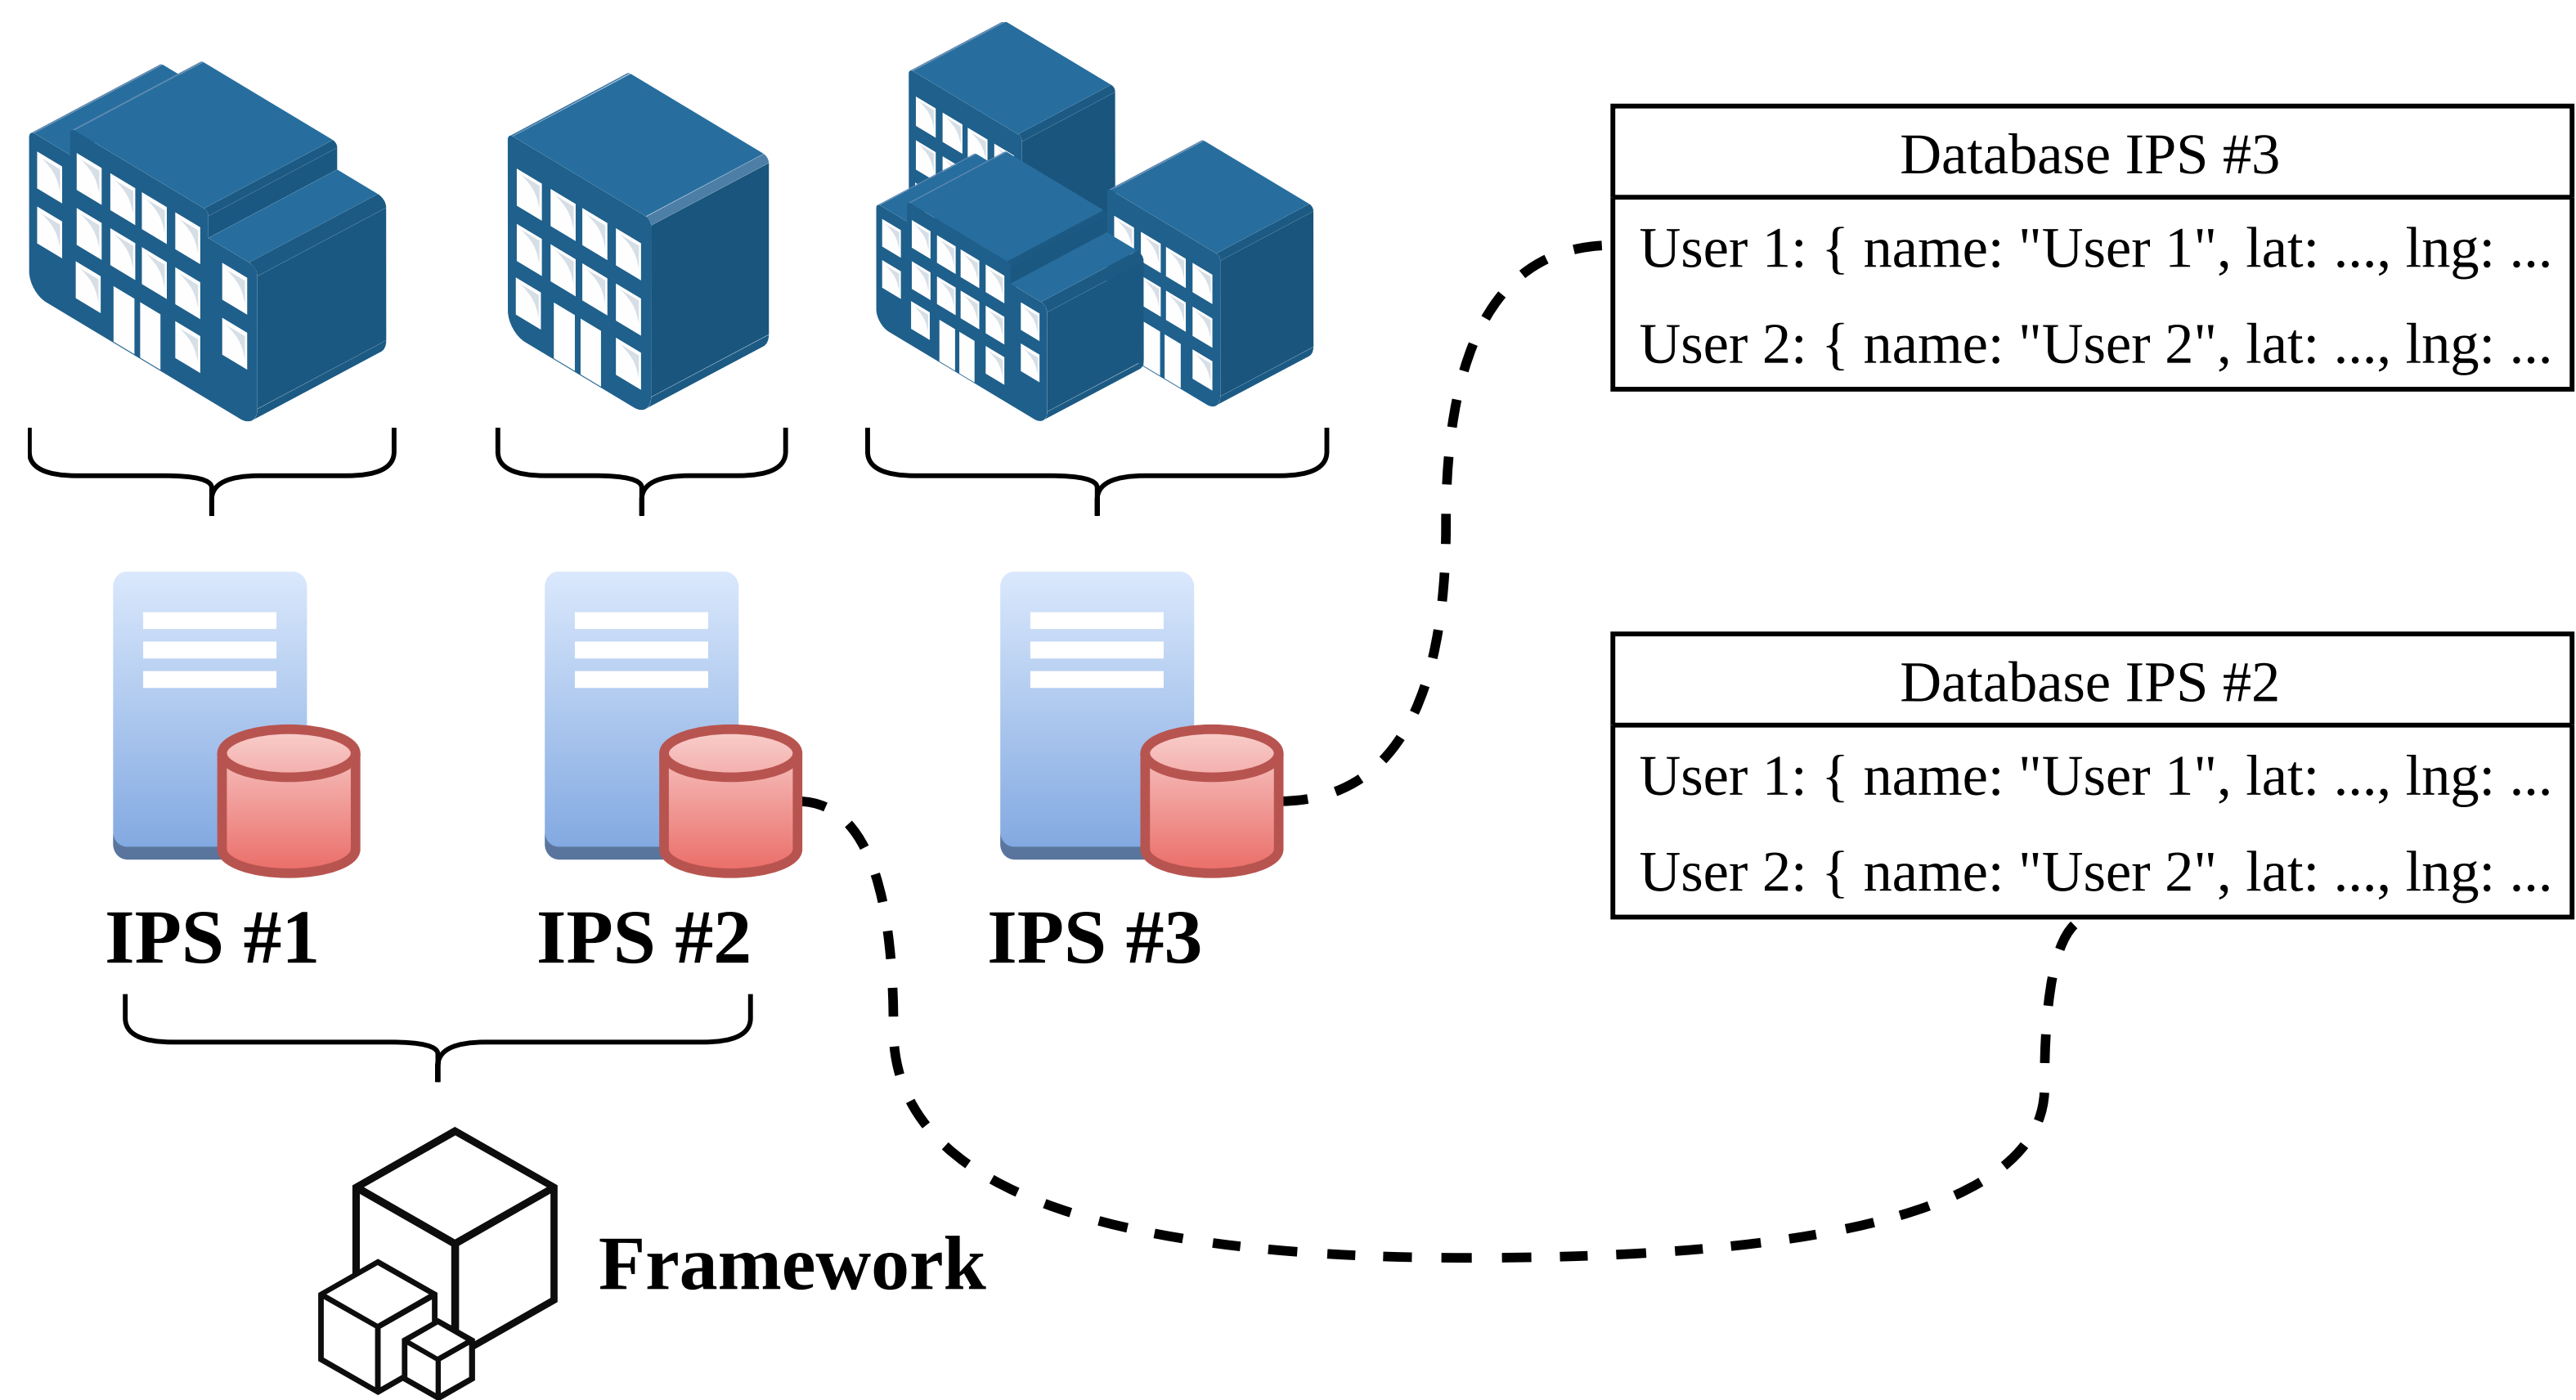 Database IPS #3
User 1: { name: "User 1", lat: ..., lng: ...
User 2: { name: "User 2", lat: ..., lng: ...
Database IPS #2
User 1: { name: "User 1", lat: ..., lng: ...
User 2: { name: "User 2", lat: ..., lng: ...
IPS #1
IPS #2
IPS #3
Framework